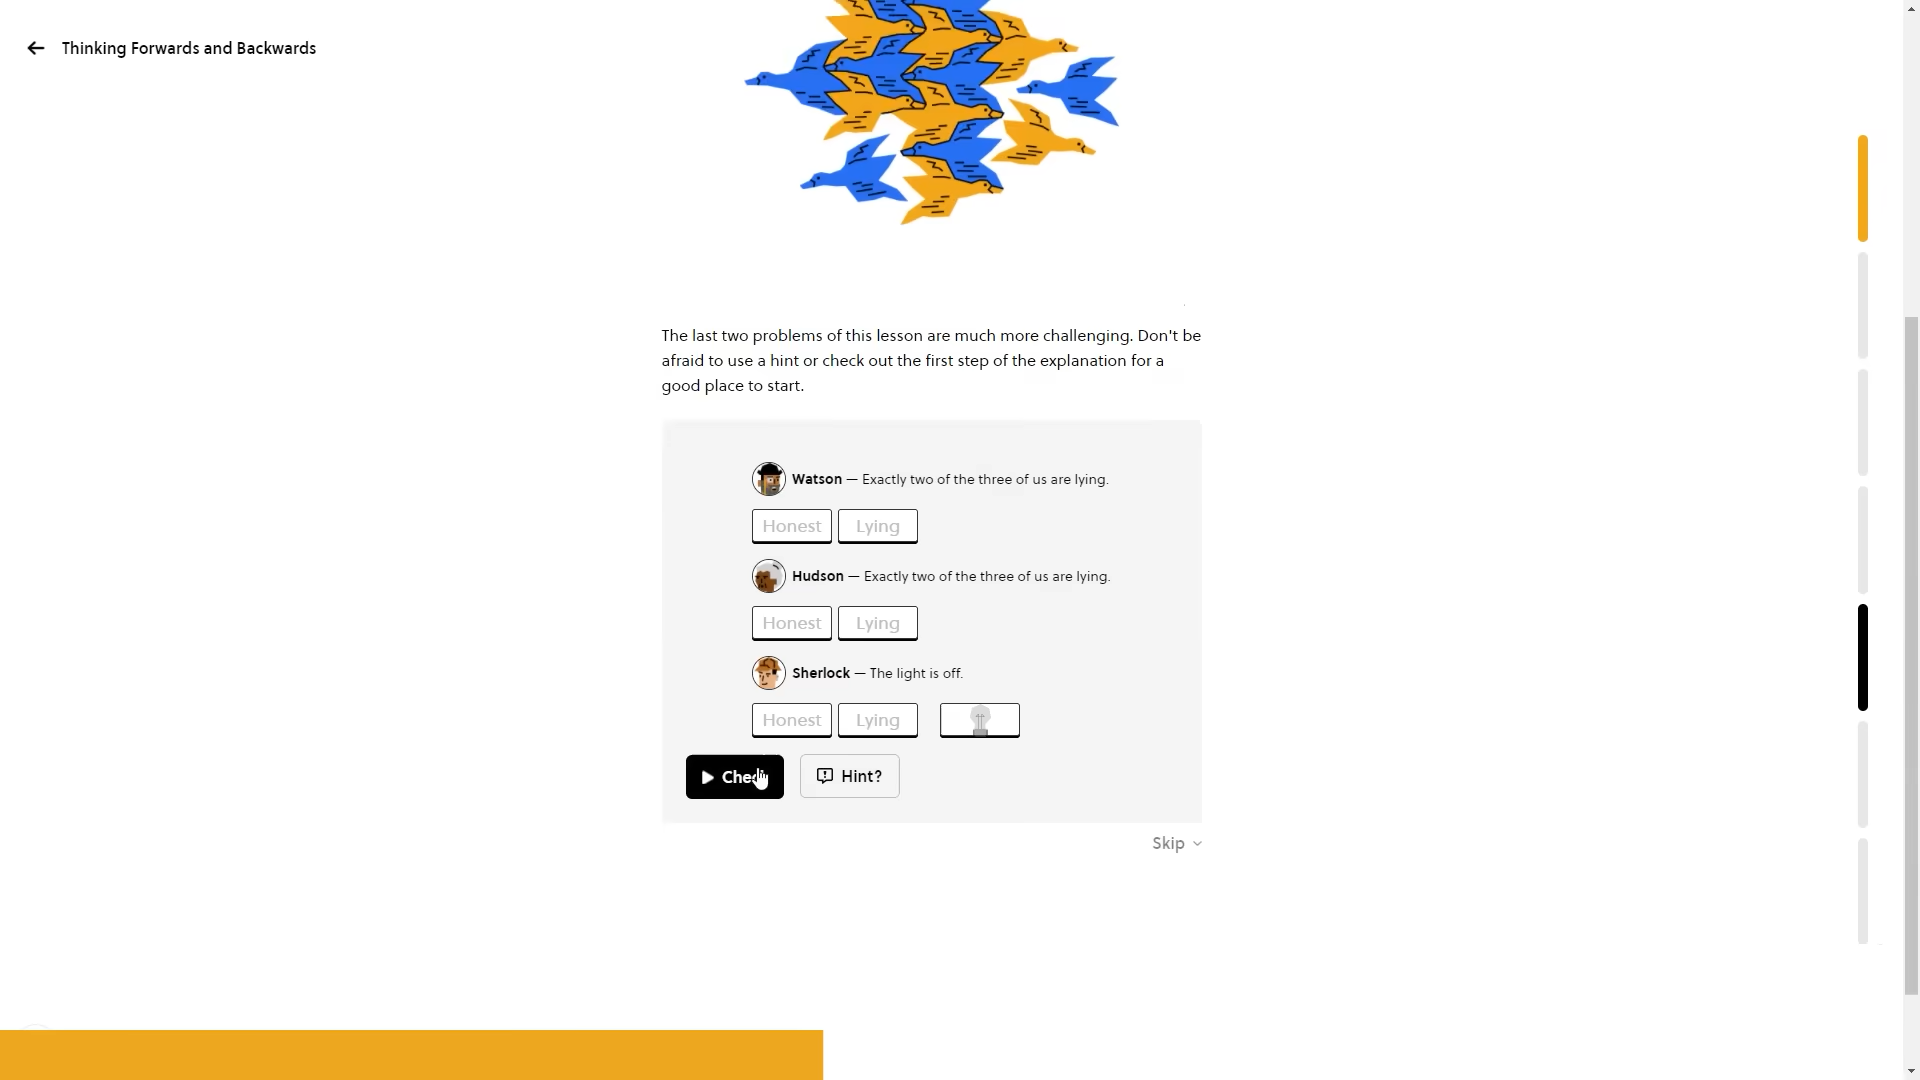 Thinking Forwards and Backwards
The last two problems of this lesson are much more challenging. Don't be
afraid to use a hint or check out the first step of the explanation for a
good place to start.
Watson — Exactly two of the three of us are lying.
Honest Lying
Hudson — Exactly two of the three of us are lying.
Honest Lying
Sherlock — The light is off.
Honest Lying
Hint?
Skip